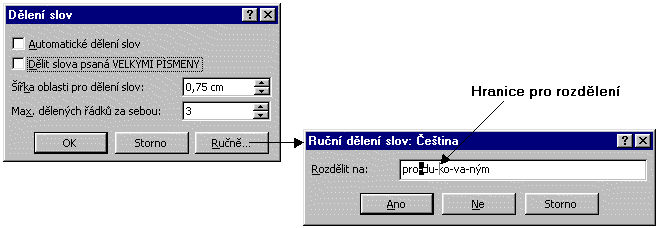 Dělení slov
Automatické dělení slov
Dělit slova psaná VELKÝMI PÍSMENY
Šířka oblasti pro dělení slov: 0,75 cm
Max. dělených řádků za sebou: 3
OK Storno Ručně...
Hranice pro rozdělení
Ruční dělení slov: Čeština
Rozdělit na: pro-du-ko-va-ným
Ano Ne Storno